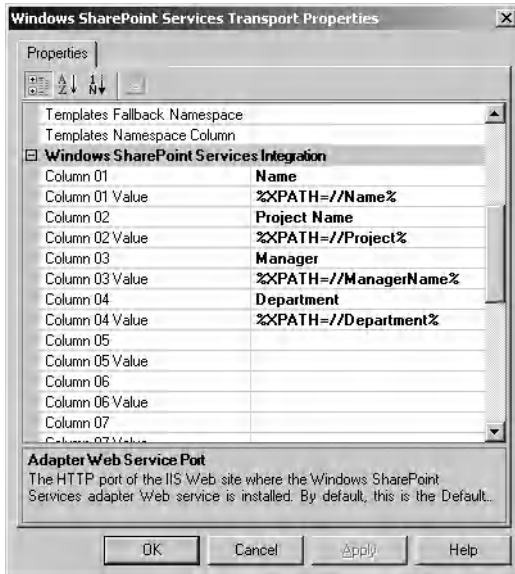 Windows SharePoint Services Transport Properties
Properties
Templates Fallback Namespace
Templates Namespace Column
Windows SharePoint Services Integration
Column 01 Name
Column 01 Value %XPATH=//Name%
Column 02 Project Name
Column 02 Value %XPATH=//Project%
Column 03 Manager
Column 03 Value %XPATH=//ManagerName%
Column 04 Department
Column 04 Value %XPATH=//Department%
Column 05
Column 05 Value
Column 06
Column 06 Value
Column 07
Column 07 Value
Adapter Web Service Port
The HTTP port of the IIS Web site where the Windows SharePoint
Services adapter Web service is installed. By default, this is the Default...
OK Cancel Apply Help